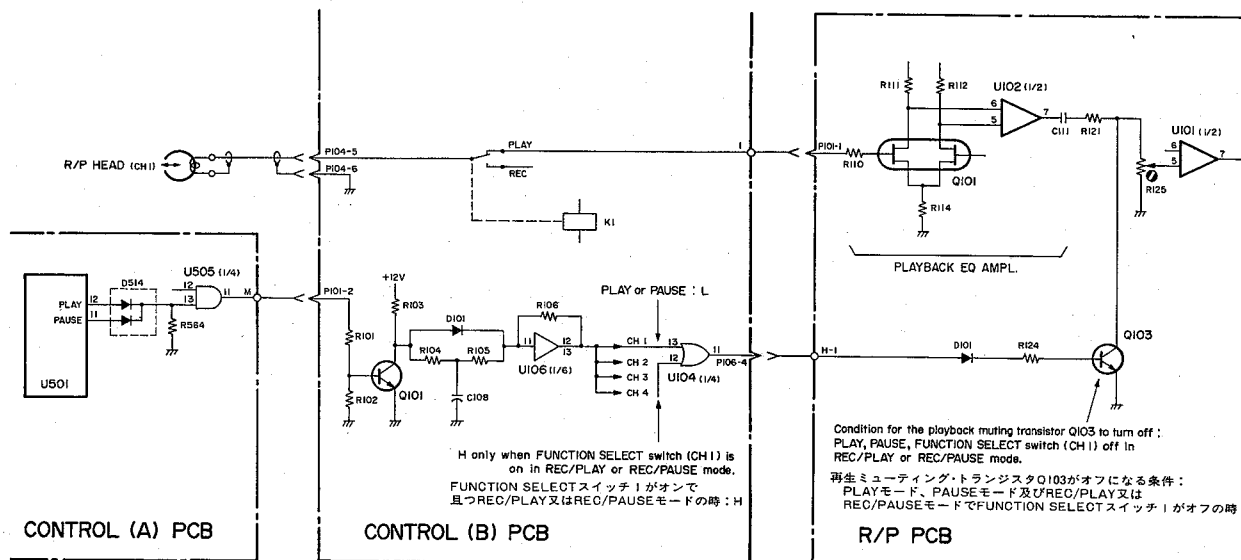 R111
R112
U102 (1/2)
6
5
7
C111
R121
U101 (1/2)
6
5
7
R125
R/P HEAD (CH1)
P104-5
P104-6
PLAY
REC
K1
1
P101-1
R110
Q101
R114
PLAYBACK EQ AMPL.
U505 (1/4)
D514
12
13
11
M
PLAY
12
PAUSE
11
R564
U501
P101-2
+12V
R103
R101
R102
Q101
D101
R104
R105
C108
R106
11
12
13
U106 (1/6)
CH 1
CH 2
CH 3
CH 4
PLAY or PAUSE : L
13
12
11
U104 (1/4)
P106-4
H-1
D101
R124
Q103
H only when FUNCTION SELECT switch (CH1) is
on in REC/PLAY or REC/PAUSE mode.
FUNCTION SELECTスイッチ1がオンで
且つREC/PLAY又はREC/PAUSEモードの時：H
Condition for the playback muting transistor Q103 to turn off :
PLAY, PAUSE, FUNCTION SELECT switch (CH1) off in
REC/PLAY or REC/PAUSE mode.
再生ミューティング・トランジスタQ103がオフになる条件：
PLAYモード、PAUSEモード及びREC/PLAY又は
REC/PAUSEモードでFUNCTION SELECTスイッチ1がオフの時
CONTROL (A) PCB
CONTROL (B) PCB
R/P PCB